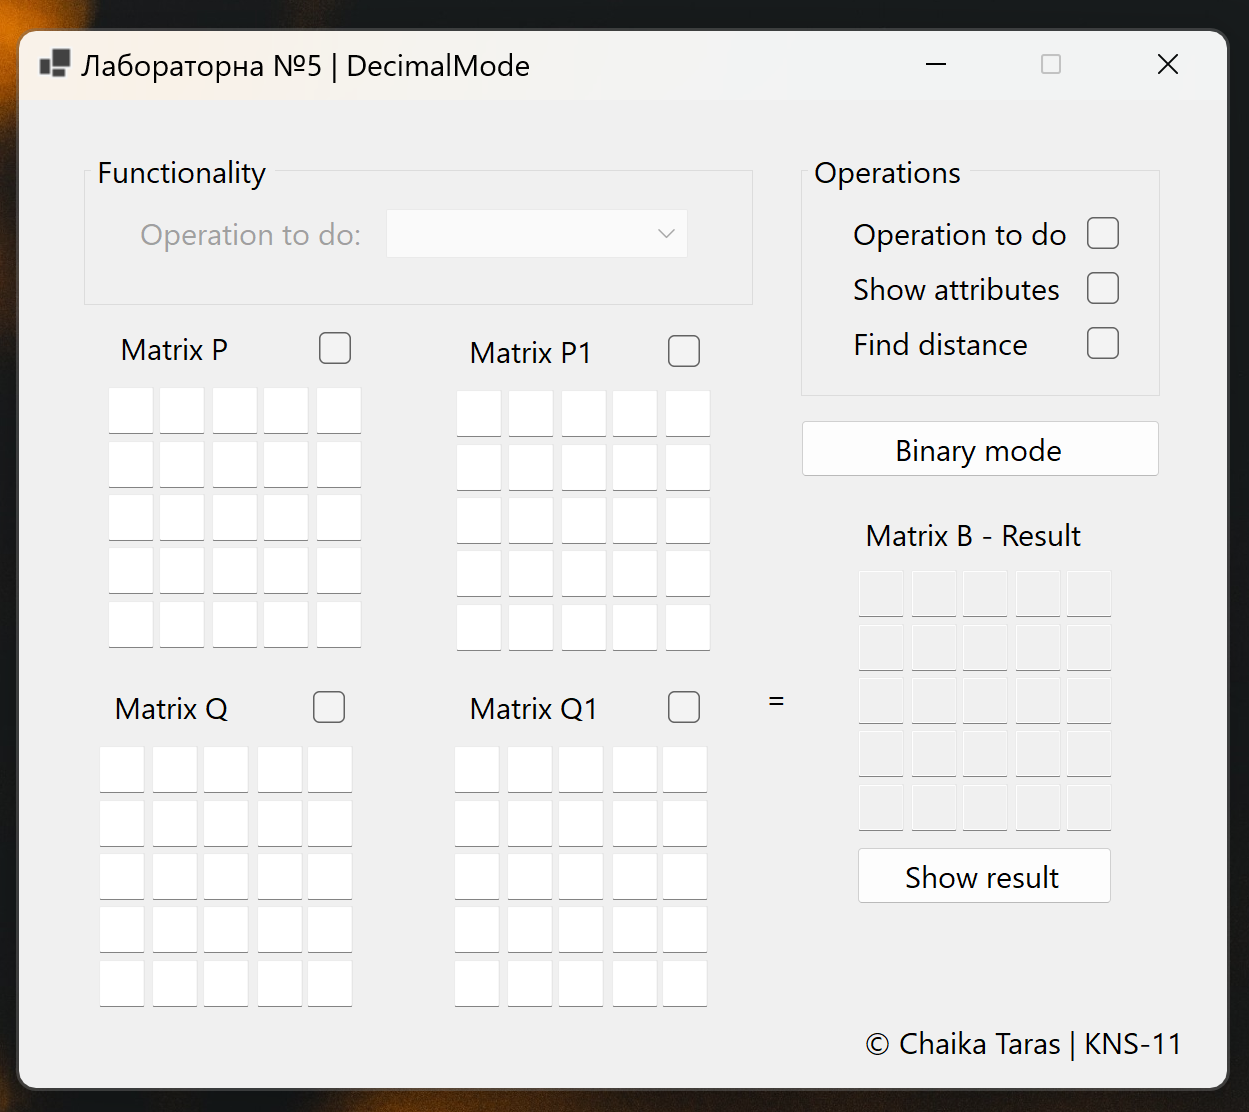 Лабораторна №5 | DecimalMode
Functionality
Operation to do:
Operations
Operation to do
Show attributes
Find distance
Matrix P
Matrix P1
Binary mode
Matrix B - Result
Matrix Q
Matrix Q1
=
Show result
© Chaika Taras | KNS-11